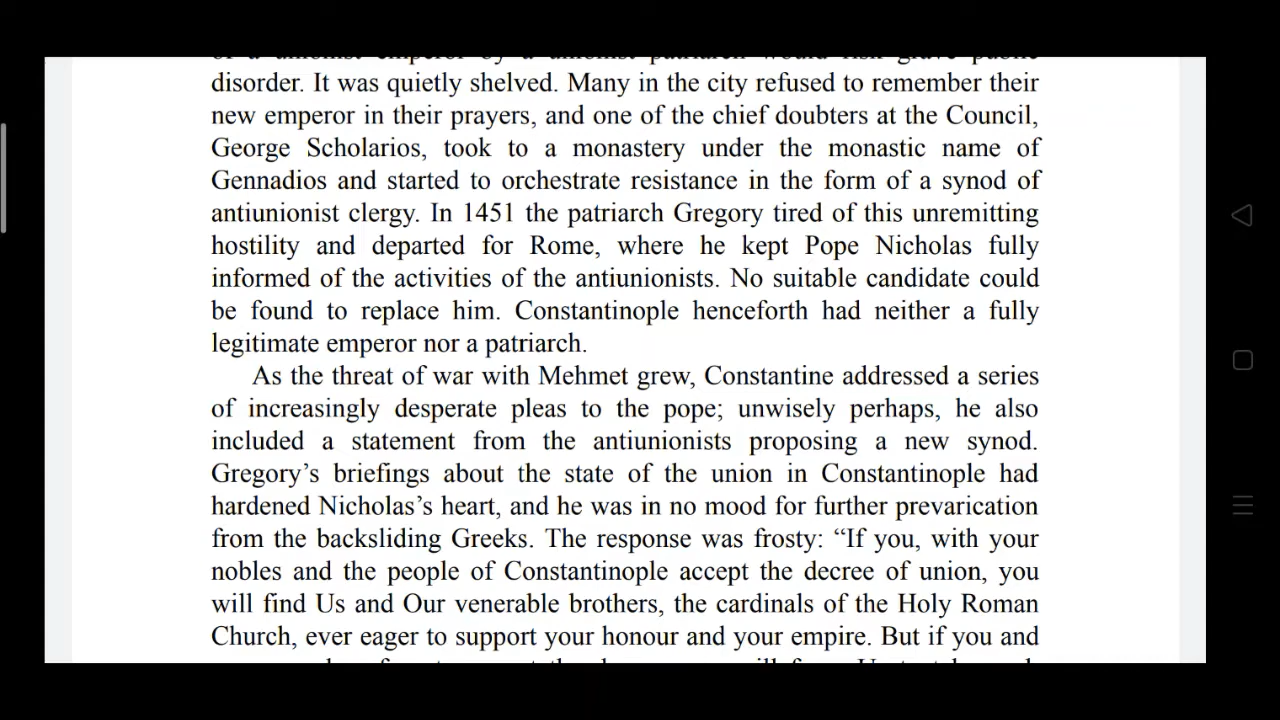 of a unionist emperor by a unionist patriarch would risk grave public
disorder. It was quietly shelved. Many in the city refused to remember their
new emperor in their prayers, and one of the chief doubters at the Council,
George Scholarios, took to a monastery under the monastic name of
Gennadios and started to orchestrate resistance in the form of a synod of
antiunionist clergy. In 1451 the patriarch Gregory tired of this unremitting
hostility and departed for Rome, where he kept Pope Nicholas fully
informed of the activities of the antiunionists. No suitable candidate could
be found to replace him. Constantinople henceforth had neither a fully
legitimate emperor nor a patriarch.
As the threat of war with Mehmet grew, Constantine addressed a series
of increasingly desperate pleas to the pope; unwisely perhaps, he also
included a statement from the antiunionists proposing a new synod.
Gregory’s briefings about the state of the union in Constantinople had
hardened Nicholas’s heart, and he was in no mood for further prevarication
from the backsliding Greeks. The response was frosty: “If you, with your
nobles and the people of Constantinople accept the decree of union, you
will find Us and Our venerable brothers, the cardinals of the Holy Roman
Church, ever eager to support your honour and your empire. But if you and